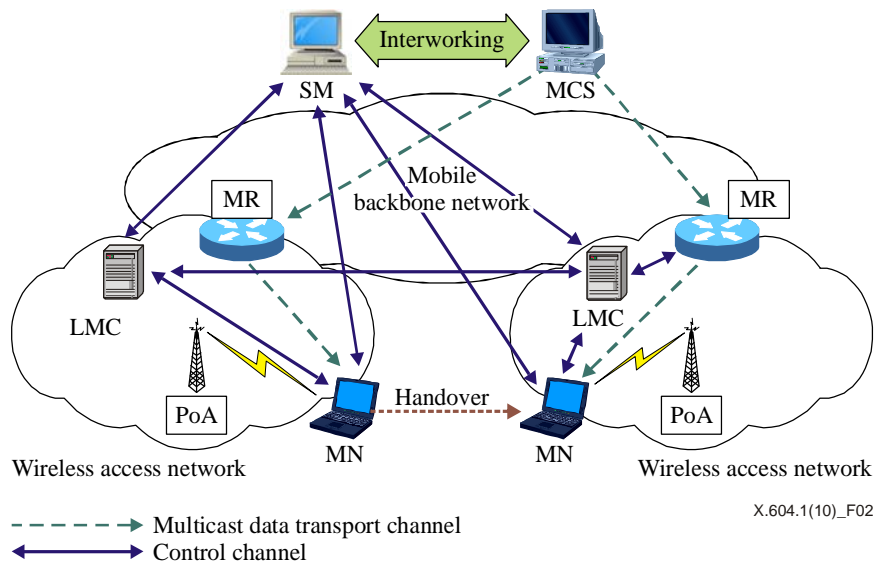 Interworking
SM
MCS
Mobile
backbone network
MR
MR
LMC
LMC
PoA
PoA
Handover
MN
MN
Wireless access network
Wireless access network
X.604.1(10)_F02
Multicast data transport channel
Control channel